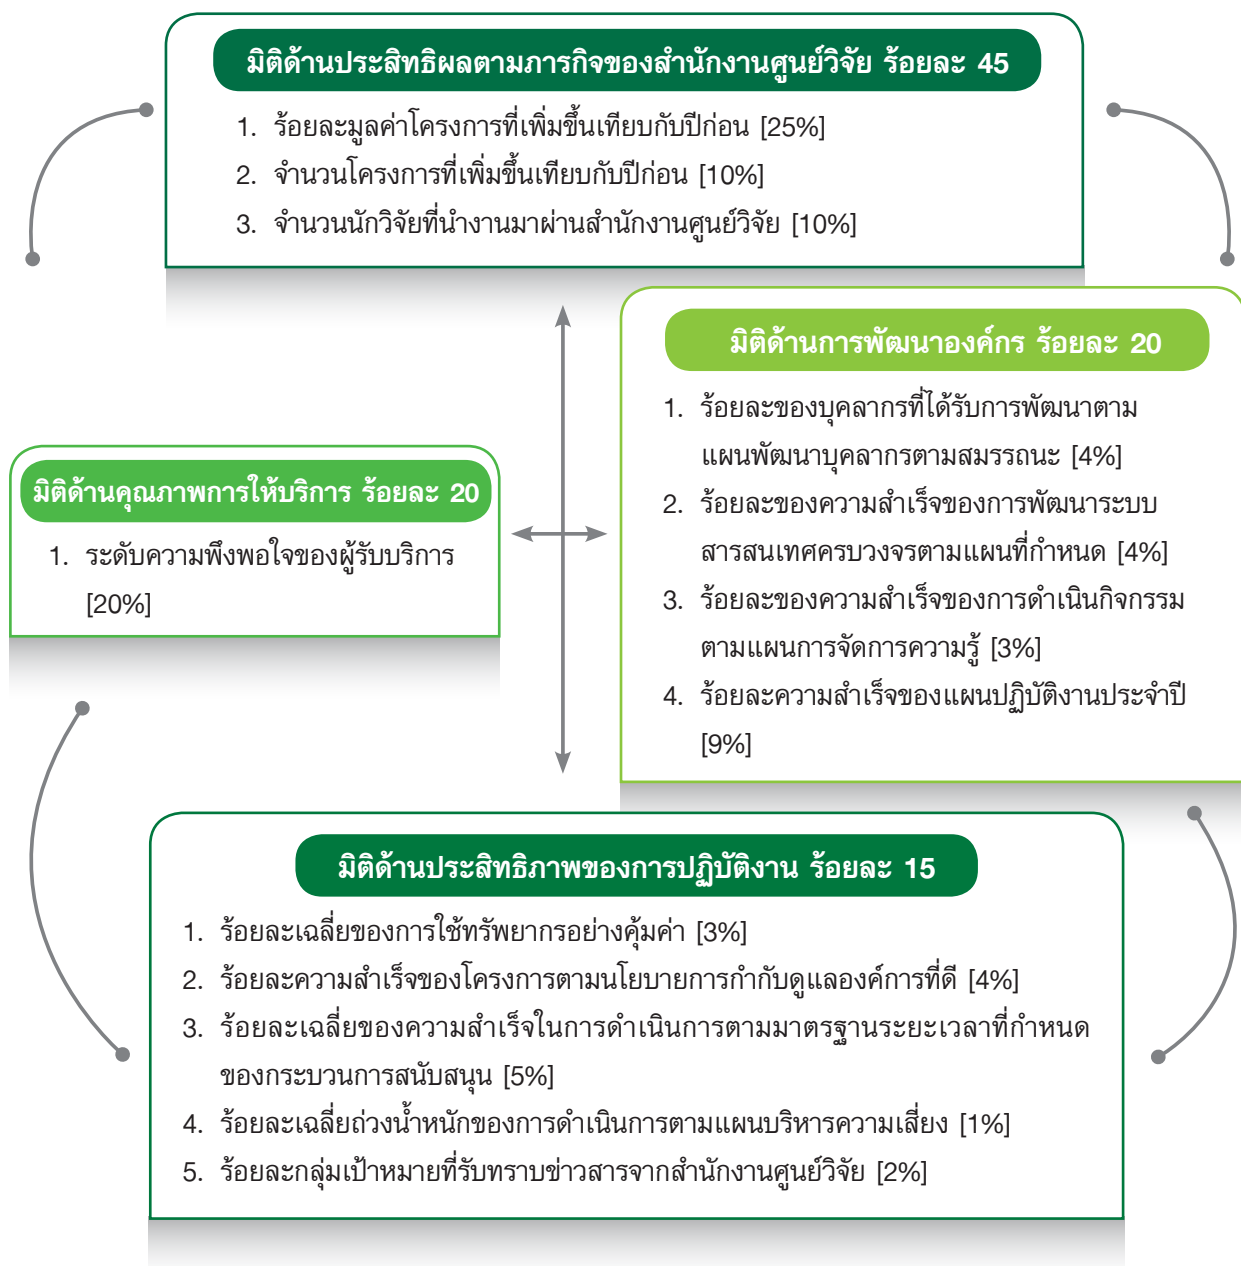 มิติด้านประสิทธิผลตามภารกิจของสำนักงานศูนย์วิจัย ร้อยละ 45
1. ร้อยละมูลค่าโครงการที่เพิ่มขึ้นเทียบกับปีก่อน [25%]
2. จำนวนโครงการที่เพิ่มขึ้นเทียบกับปีก่อน [10%]
3. จำนวนนักวิจัยที่นำงานมาผ่านสำนักงานศูนย์วิจัย [10%]
มิติด้านคุณภาพการให้บริการ ร้อยละ 20
1. ระดับความพึงพอใจของผู้รับบริการ
[20%]
มิติด้านการพัฒนาองค์กร ร้อยละ 20
1. ร้อยละของบุคลากรที่ได้รับการพัฒนาตาม
แผนพัฒนาบุคลากรตามสมรรถนะ [4%]
2. ร้อยละของความสำเร็จของการพัฒนาระบบ
สารสนเทศครบวงจรตามแผนที่กำหนด [4%]
3. ร้อยละของความสำเร็จของการดำเนินกิจกรรม
ตามแผนการจัดการความรู้ [3%]
4. ร้อยละความสำเร็จของแผนปฏิบัติงานประจำปี
[9%]
มิติด้านประสิทธิภาพของการปฏิบัติงาน ร้อยละ 15
1. ร้อยละเฉลี่ยของการใช้ทรัพยากรอย่างคุ้มค่า [3%]
2. ร้อยละความสำเร็จของโครงการตามนโยบายการกำกับดูแลองค์การที่ดี [4%]
3. ร้อยละเฉลี่ยของความสำเร็จในการดำเนินการตามมาตรฐานระยะเวลาที่กำหนด
ของกระบวนการสนับสนุน [5%]
4. ร้อยละเฉลี่ยถ่วงน้ำหนักของการดำเนินการตามแผนบริหารความเสี่ยง [1%]
5. ร้อยละกลุ่มเป้าหมายที่รับทราบข่าวสารจากสำนักงานศูนย์วิจัย [2%]